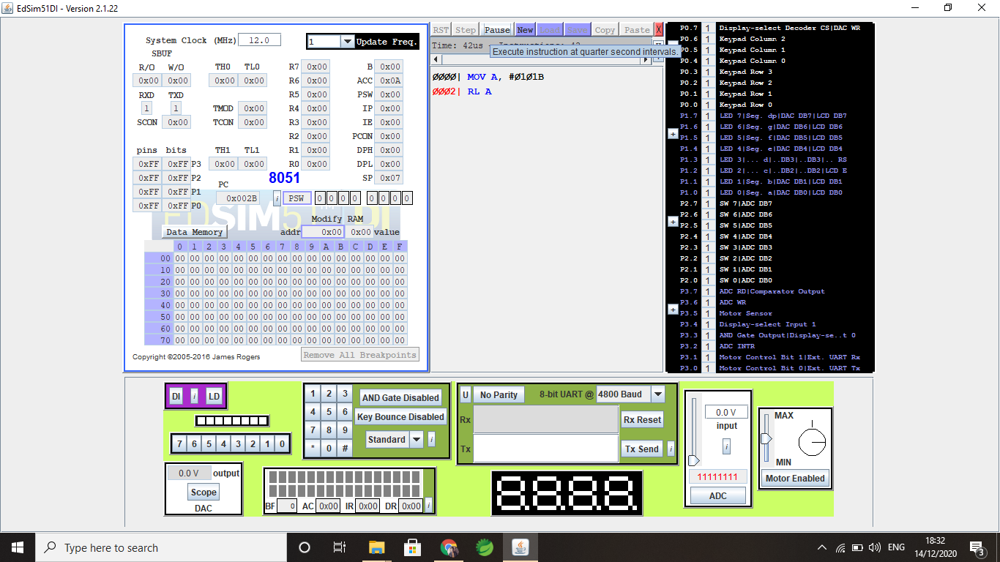 EdSim51DI - Version 2.1.22
System Clock (MHz) 12.0 1 Update Freq.
SBUF
R/O W/O TH0 TL0 R7 0x00 B 0x00
0x00 0x00 0x00 0x00 R6 0x00 ACC 0x0A
RXD TXD R5 0x00 PSW 0x00
1 1 TMOD 0x00 R4 0x00 IP 0x00
SCON 0x00 TCON 0x00 R3 0x00 IE 0x00
R2 0x00 PCON 0x00
pins bits TH1 TL1 R1 0x00 DPH 0x00
0xFF 0xFF P3 0x00 0x00 R0 0x00 DPL 0x00
0xFF 0xFF P2 8051 SP 0x07
PC
0xFF 0xFF P1 0x002B i PSW 0 0 0 0 0 0 0 0
0xFF 0xFF P0
EdSIM51DI
TM
Modify RAM
Data Memory addr 0x00 0x00 value
0 1 2 3 4 5 6 7 8 9 A B C D E F
00 00 00 00 00 00 00 00 00 00 00 00 00 00 00 00 00
10 00 00 00 00 00 00 00 00 00 00 00 00 00 00 00 00
20 00 00 00 00 00 00 00 00 00 00 00 00 00 00 00 00
30 00 00 00 00 00 00 00 00 00 00 00 00 00 00 00 00
40 00 00 00 00 00 00 00 00 00 00 00 00 00 00 00 00
50 00 00 00 00 00 00 00 00 00 00 00 00 00 00 00 00
60 00 00 00 00 00 00 00 00 00 00 00 00 00 00 00 00
70 00 00 00 00 00 00 00 00 00 00 00 00 00 00 00 00
Copyright ©2005-2016 James Rogers Remove All Breakpoints
RST Step Pause New Load Save Copy Paste X
Time: 42us
Execute instruction at quarter second intervals.
0000| MOV A, #0101B
0002| RL A
P0.7 1 Display-select Decoder CS|DAC WR
P0.6 1 Keypad Column 2
P0.5 1 Keypad Column 1
P0.4 1 Keypad Column 0
P0.3 1 Keypad Row 3
P0.2 1 Keypad Row 2
P0.1 1 Keypad Row 1
P0.0 1 Keypad Row 0
P1.7 1 LED 7|Seg. dp|DAC DB7|LCD DB7
P1.6 1 LED 6|Seg. g|DAC DB6|LCD DB6
P1.5 1 LED 5|Seg. f|DAC DB5|LCD DB5
P1.4 1 LED 4|Seg. e|DAC DB4|LCD DB4
P1.3 1 LED 3|... d|..DB3|..DB3|.. RS
P1.2 1 LED 2|... c|..DB2|..DB2|LCD E
P1.1 1 LED 1|Seg. b|DAC DB1|LCD DB1
P1.0 1 LED 0|Seg. a|DAC DB0|LCD DB0
P2.7 1 SW 7|ADC DB7
P2.6 1 SW 6|ADC DB6
P2.5 1 SW 5|ADC DB5
P2.4 1 SW 4|ADC DB4
P2.3 1 SW 3|ADC DB3
P2.2 1 SW 2|ADC DB2
P2.1 1 SW 1|ADC DB1
P2.0 1 SW 0|ADC DB0
P3.7 1 ADC RD|Comparator Output
P3.6 1 ADC WR
P3.5 1 Motor Sensor
P3.4 1 Display-select Input 1
P3.3 1 AND Gate Output|Display-se..t 0
P3.2 1 ADC INTR
P3.1 1 Motor Control Bit 1|Ext. UART Rx
P3.0 1 Motor Control Bit 0|Ext. UART Tx
DI i LD
7 6 5 4 3 2 1 0
0.0 V output
Scope
DAC
1 2 3 AND Gate Disabled
4 5 6 Key Bounce Disabled
7 8 9 Standard i
* 0 #
BF 0 AC 0x00 IR 0x00 DR 0x00 i
U No Parity 8-bit UART @ 4800 Baud
Rx Rx Reset
Tx Tx Send i
8.8.8.8.
0.0 V
input
i
11111111
ADC
MAX
MIN
Motor Enabled
Type here to search
ENG
18:32
14/12/2020
3